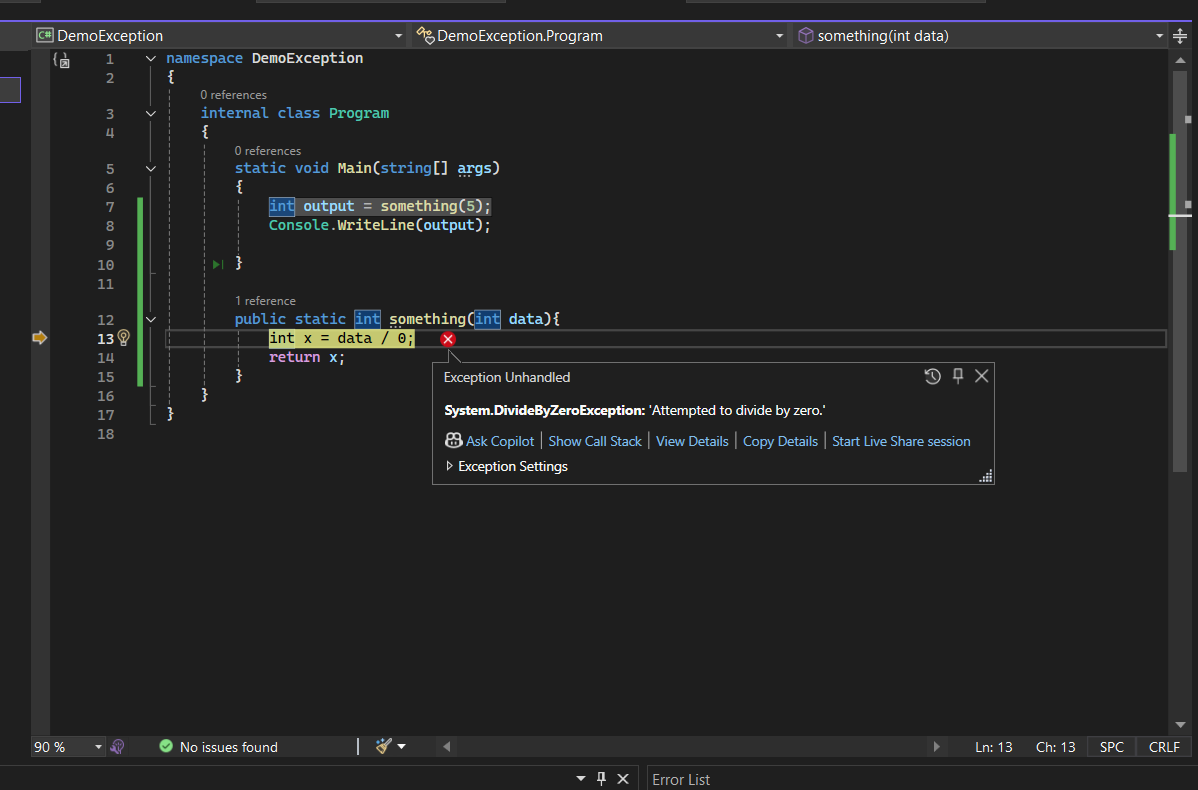 C# DemoException DemoException.Program something(int data)
1 namespace DemoException
2 {
0 references
3 internal class Program
4 {
0 references
5 static void Main(string[] args)
6 {
7 int output = something(5);
8 Console.WriteLine(output);
9
10 }
11
1 reference
12 public static int something(int data){
13 int x = data / 0;
14 return x;
15 }
16 }
17 }
18
Exception Unhandled
System.DivideByZeroException: 'Attempted to divide by zero.'
Ask Copilot | Show Call Stack | View Details | Copy Details | Start Live Share session
Exception Settings
90 % No issues found Ln: 13 Ch: 13 SPC CRLF
Error List